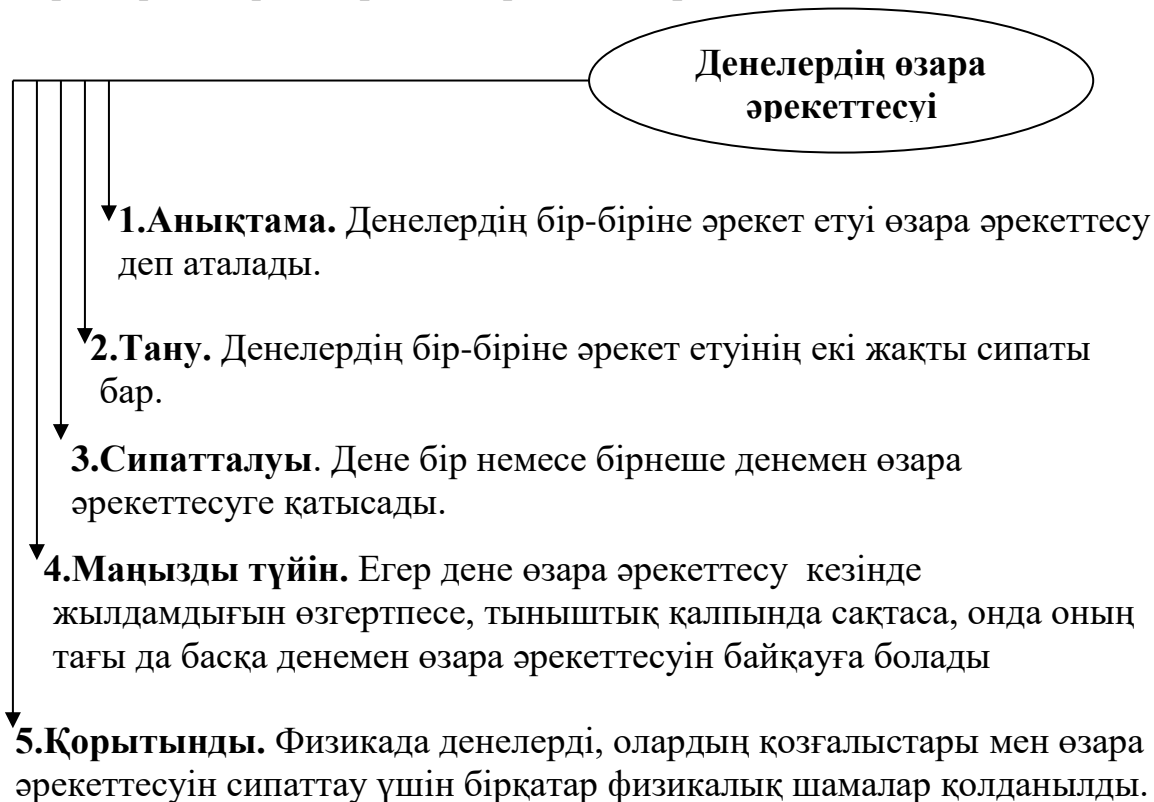 Денелердің өзара
әрекеттесуі
1.Анықтама. Денелердің бір-біріне әрекет етуі өзара әрекеттесу
деп аталады.
2.Тану. Денелердің бір-біріне әрекет етуінің екі жақты сипаты
бар.
3.Сипатталуы. Дене бір немесе бірнеше денемен өзара
әрекеттесуге қатысады.
4.Маңызды түйін. Егер дене өзара әрекеттесу кезінде
жылдамдығын өзгертпесе, тыныштық қалпында сақтаса, онда оның
тағы да басқа денемен өзара әрекеттесуін байқауға болады
5.Қорытынды. Физикада денелерді, олардың қозғалыстары мен өзара
әрекеттесуін сипаттау үшін бірқатар физикалық шамалар қолданылды.